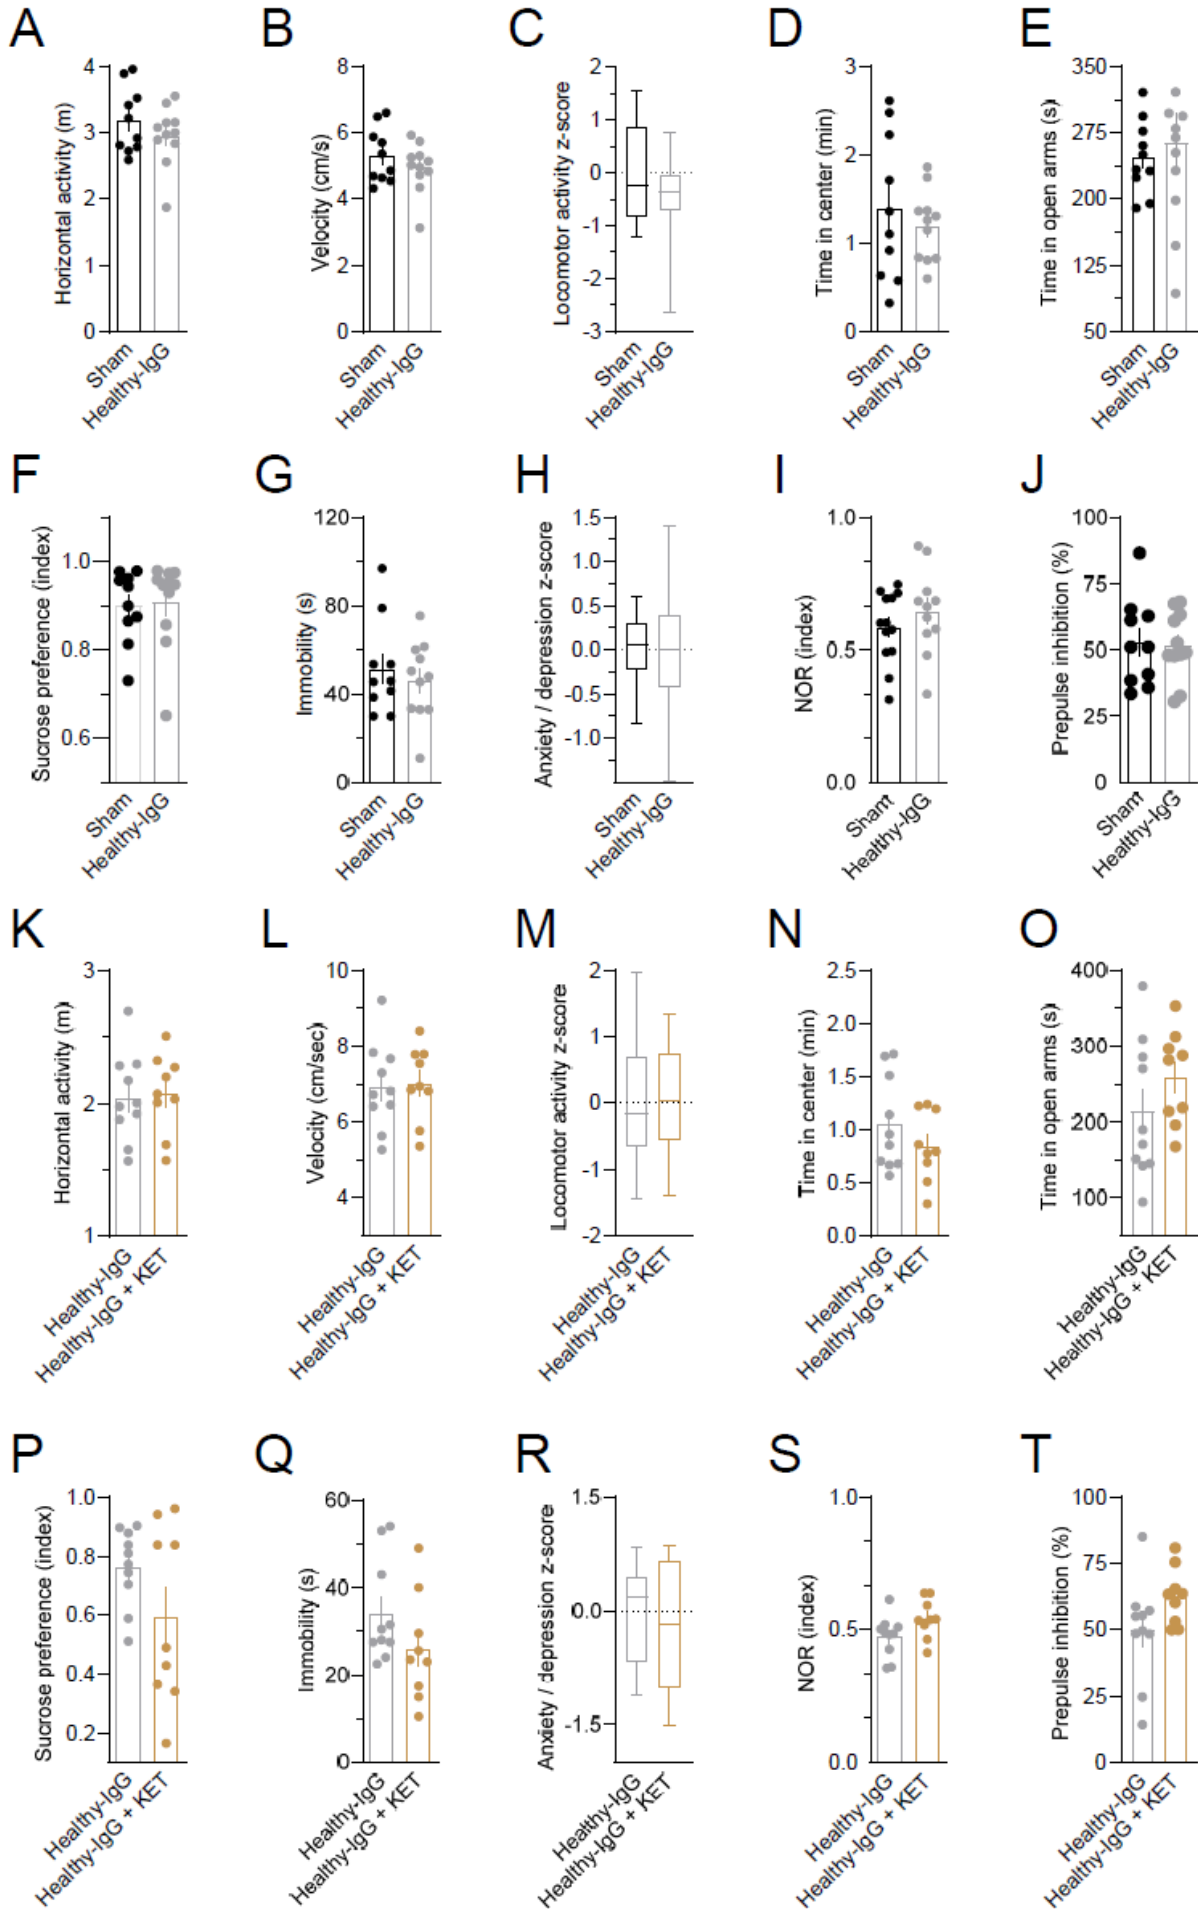 A
B
C
D
E
Horizontal activity (m)
4
3
2
1
0
Sham
Healthy-IgG
Velocity (cm/s)
8
6
4
2
0
Sham
Healthy-IgG
Locomotor activity z-score
2
1
0
-1
-2
-3
Sham
Healthy-IgG
Time in center (min)
3
2
1
0
Sham
Healthy-IgG
Time in open arms (s)
350
275
200
125
50
Sham
Healthy-IgG
F
G
H
I
J
Sucrose preference (index)
1.0
0.8
0.6
Sham
Healthy-IgG
Immobility (s)
120
80
40
0
Sham
Healthy-IgG
Anxiety / depression z-score
1.5
1.0
0.5
0.0
-0.5
-1.0
Sham
Healthy-IgG
NOR (index)
1.0
0.5
0.0
Sham
Healthy-IgG
Prepulse inhibition (%)
100
75
50
25
0
Sham
Healthy-IgG
K
L
M
N
O
Horizontal activity (m)
3
2
1
Healthy-IgG
Healthy-IgG + KET
Velocity (cm/sec)
10
8
6
4
Healthy-IgG
Healthy-IgG + KET
Locomotor activity z-score
2
1
0
-1
-2
Healthy-IgG
Healthy-IgG + KET
Time in center (min)
2.5
2.0
1.5
1.0
0.5
0.0
Healthy-IgG
Healthy-IgG + KET
Time in open arms (s)
400
300
200
100
Healthy-IgG
Healthy-IgG + KET
P
Q
R
S
T
Sucrose preference (index)
1.0
0.8
0.6
0.4
0.2
Healthy-IgG
Healthy-IgG + KET
Immobility (s)
60
40
20
0
Healthy-IgG
Healthy-IgG + KET
Anxiety / depression z-score
1.5
0.0
-1.5
Healthy-IgG
Healthy-IgG + KET
NOR (index)
1.0
0.5
0.0
Healthy-IgG
Healthy-IgG + KET
Prepulse inhibition (%)
100
75
50
25
0
Healthy-IgG
Healthy-IgG + KET